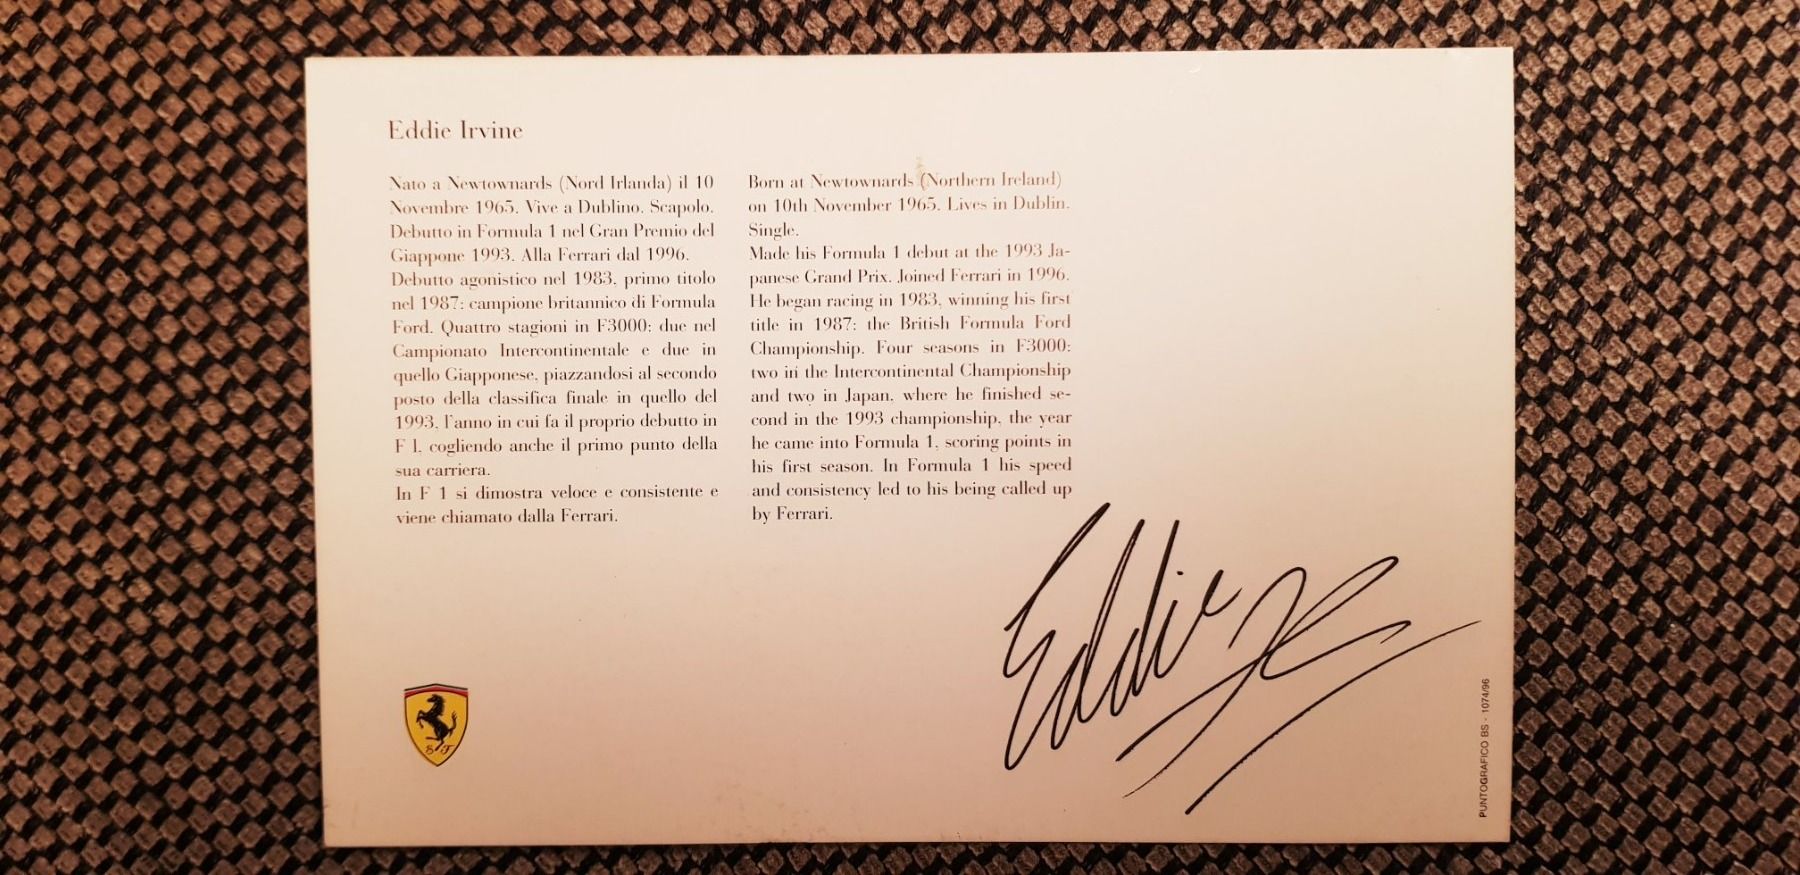 Eddie Irvine
Nato a Newtownards (Nord Irlanda) il 10
Novembre 1965. Vive a Dublino. Scapolo.
Debutto in Formula 1 nel Gran Premio del
Giappone 1993. Alla Ferrari dal 1996.
Debutto agonistico nel 1983, primo titolo
nel 1987: campione britannico di Formula
Ford. Quattro stagioni in F3000: due nel
Campionato Intercontinentale e due in
quello Giapponese, piazzandosi al secondo
posto della classifica finale in quello del
1993, l'anno in cui fa il proprio debutto in
F 1, cogliendo anche il primo punto della
sua carriera.
In F 1 si dimostra veloce e consistente e
viene chiamato dalla Ferrari.
Born at Newtownards (Northern Ireland)
on 10th November 1965. Lives in Dublin.
Single.
Made his Formula 1 debut at the 1993 Ja-
panese Grand Prix. Joined Ferrari in 1996.
He began racing in 1983, winning his first
title in 1987: the British Formula Ford
Championship. Four seasons in F3000:
two in the Intercontinental Championship
and two in Japan, where he finished se-
cond in the 1993 championship, the year
he came into Formula 1, scoring points in
his first season. In Formula 1 his speed
and consistency led to his being called up
by Ferrari.
Eddie
S F
PUNTOGRAFICO BS - 1074/96